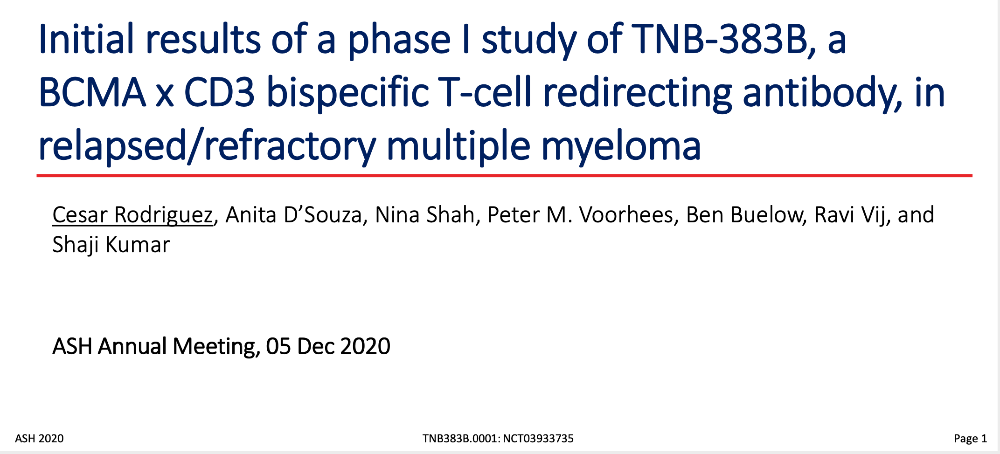 Initial results of a phase I study of TNB-383B, a
BCMA x CD3 bispecific T-cell redirecting antibody, in
relapsed/refractory multiple myeloma
Cesar Rodriguez, Anita D’Souza, Nina Shah, Peter M. Voorhees, Ben Buelow, Ravi Vij, and
Shaji Kumar
ASH Annual Meeting, 05 Dec 2020
ASH 2020
TNB383B.0001: NCT03933735
Page 1